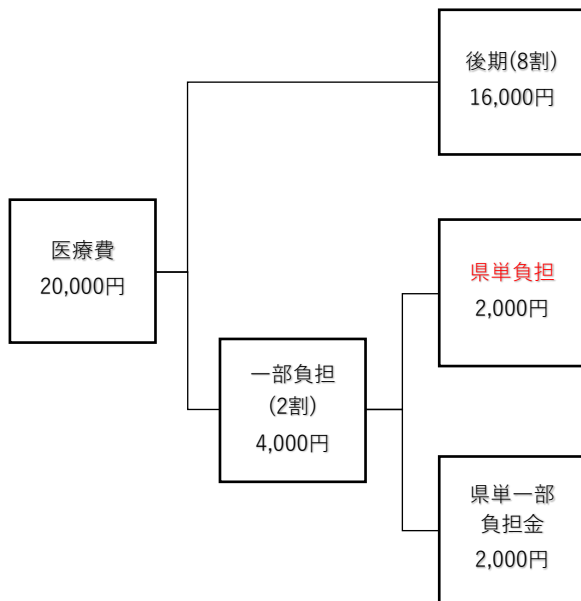 後期(8割)
16,000円
医療費
20,000円
県単負担
2,000円
一部負担
(2割)
4,000円
県単一部
負担金
2,000円